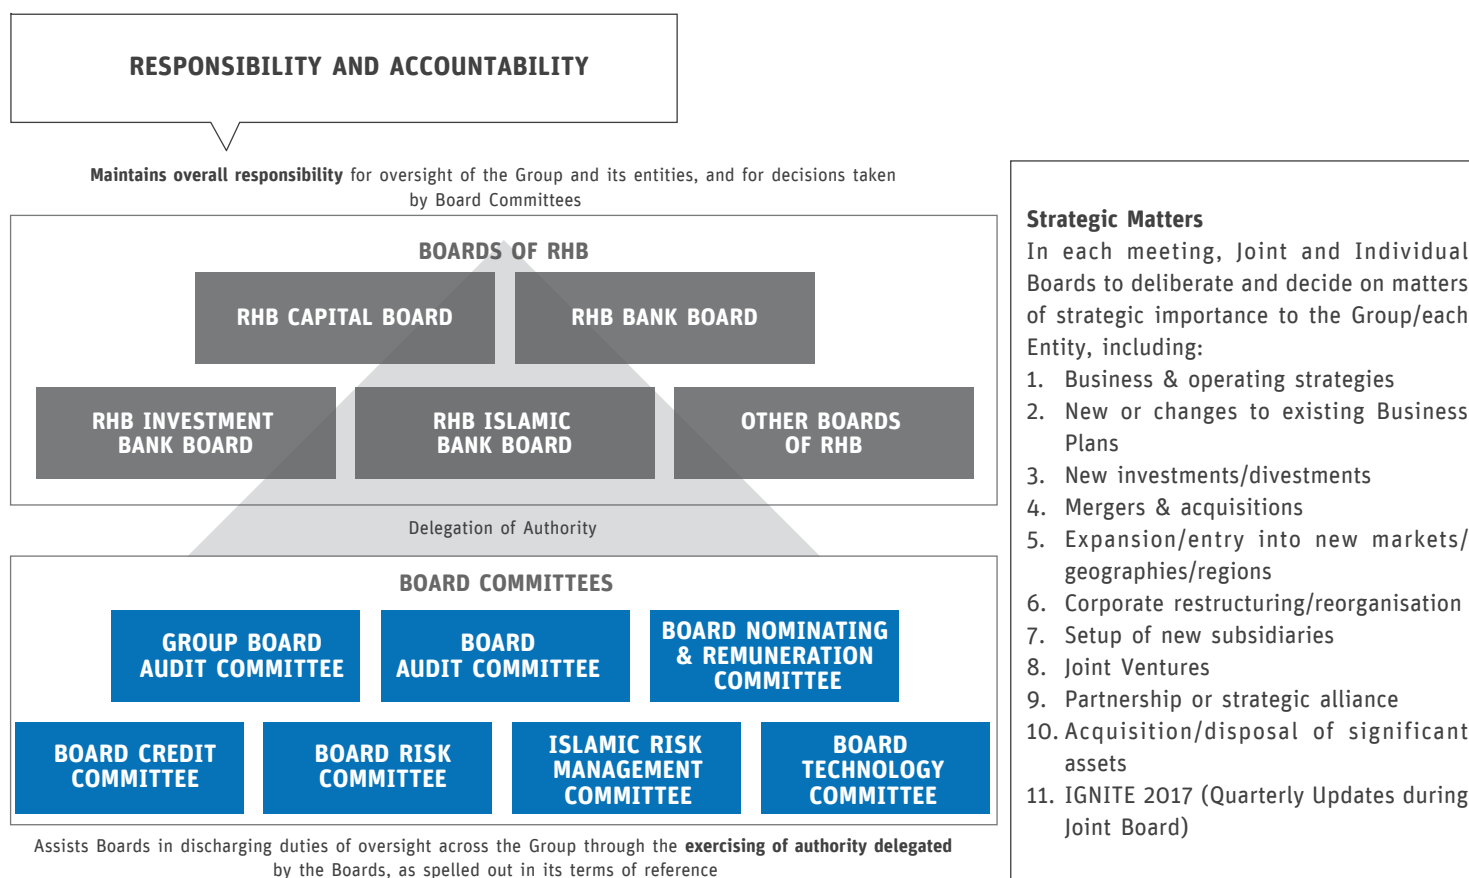 RESPONSIBILITY AND ACCOUNTABILITY
Maintains overall responsibility for oversight of the Group and its entities, and for decisions taken
by Board Committees
BOARDS OF RHB
RHB CAPITAL BOARD
RHB BANK BOARD
RHB INVESTMENT
BANK BOARD
RHB ISLAMIC
BANK BOARD
OTHER BOARDS
OF RHB
Delegation of Authority
BOARD COMMITTEES
GROUP BOARD
AUDIT COMMITTEE
BOARD
AUDIT COMMITTEE
BOARD NOMINATING
& REMUNERATION
COMMITTEE
BOARD CREDIT
COMMITTEE
BOARD RISK
COMMITTEE
ISLAMIC RISK
MANAGEMENT
COMMITTEE
BOARD
TECHNOLOGY
COMMITTEE
Assists Boards in discharging duties of oversight across the Group through the exercising of authority delegated
by the Boards, as spelled out in its terms of reference
Strategic Matters
In each meeting, Joint and Individual
Boards to deliberate and decide on matters
of strategic importance to the Group/each
Entity, including:
1. Business & operating strategies
2. New or changes to existing Business
Plans
3. New investments/divestments
4. Mergers & acquisitions
5. Expansion/entry into new markets/
geographies/regions
6. Corporate restructuring/reorganisation
7. Setup of new subsidiaries
8. Joint Ventures
9. Partnership or strategic alliance
10. Acquisition/disposal of significant
assets
11. IGNITE 2017 (Quarterly Updates during
Joint Board)